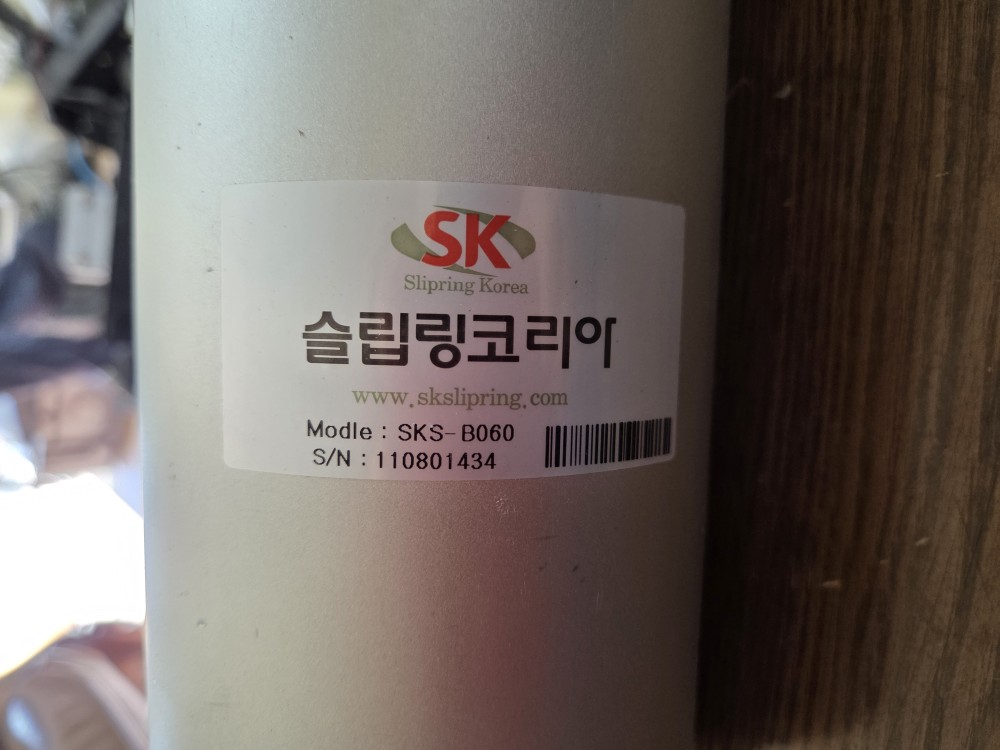 SK
Slipring Korea
슬립링코리아
www.skslipring.com
Modle : SKS-B060
S/N : 110801434